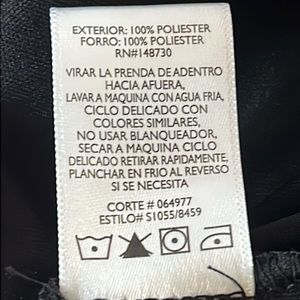 EXTERIOR: 100% POLIESTER
FORRO: 100% POLIESTER
RN#148730
VIRAR LA PRENDA DE ADENTRO
HACIA AFUERA,
LAVAR A MAQUINA CON AGUA FRIA,
CICLO DELICADO CON
COLORES SIMILARES,
NO USAR BLANQUEADOR,
SECAR A MAQUINA CICLO
DELICADO RETIRAR RAPIDAMENTE,
PLANCHAR EN FRIO AL REVERSO
SI SE NECESITA
CORTE # 064977
ESTILO# S1055/8459